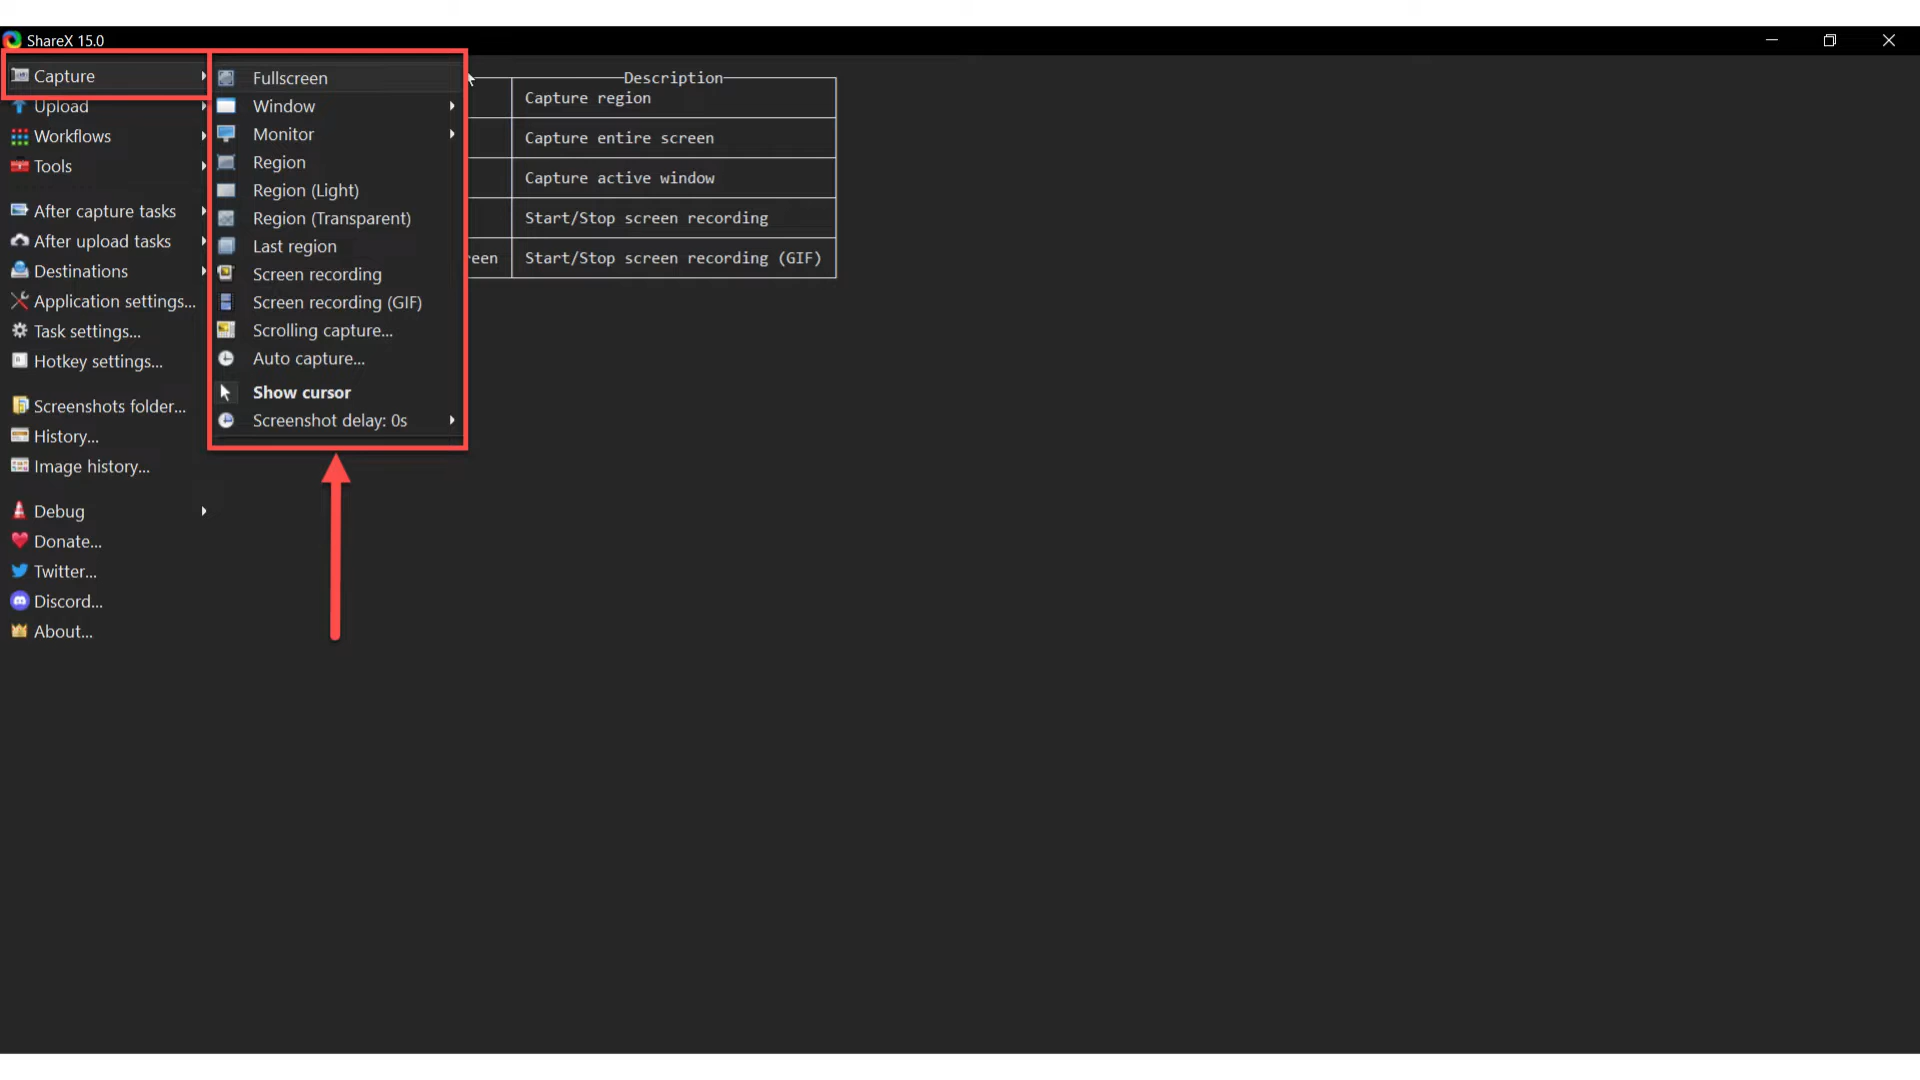 ShareX 15.0
Capture
Upload
Workflows
Tools
After capture tasks
After upload tasks
Destinations
Application settings...
Task settings...
Hotkey settings...
Screenshots folder...
History...
Image history...
Debug
Donate...
Twitter...
Discord...
About...
Fullscreen
Window
Monitor
Region
Region (Light)
Region (Transparent)
Last region
Screen recording
Screen recording (GIF)
Scrolling capture...
Auto capture...
Show cursor
Screenshot delay: 0s
Description
Capture region
Capture entire screen
Capture active window
Start/Stop screen recording
reen Start/Stop screen recording (GIF)